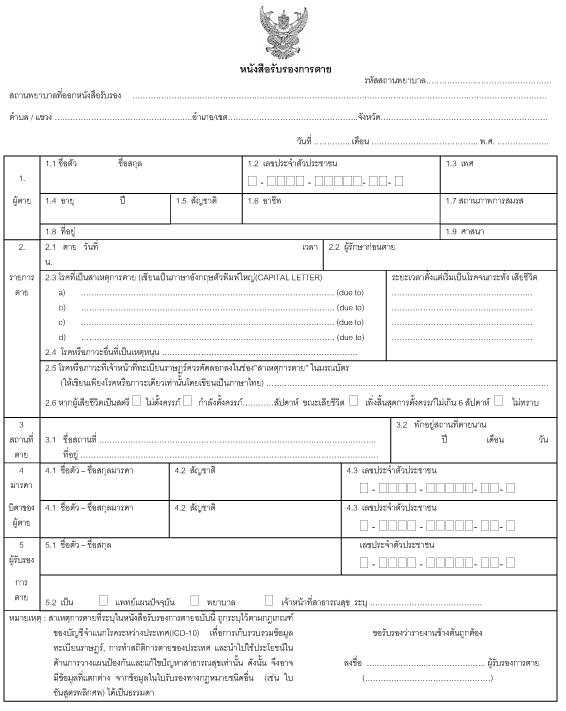 หนังสือรับรองการตาย
รหัสสถานพยาบาล................................................
สถานพยาบาลที่ออกหนังสือรับรอง ................................................................
ตำบล / แขวง ................................................อำเภอ/เขต................................................จังหวัด................................................
วันที่ .............. เดือน ........................................ พ.ศ. ....................
1.
ผู้ตาย
1.1 ชื่อตัว ชื่อสกุล
1.2 เลขประจำตัวประชาชน
□ - □□□□ - □□□□□ - □□ - □
1.3 เพศ
1.4 อายุ ปี
1.5 สัญชาติ
1.6 อาชีพ
1.7 สถานภาพการสมรส
1.8 ที่อยู่
1.9 ศาสนา
2.
รายการ
ตาย
2.1 ตาย วันที่ เวลา
น.
2.2 ผู้รักษาก่อนตาย
2.3 โรคที่เป็นสาเหตุการตาย (เขียนเป็นภาษาอังกฤษตัวพิมพ์ใหญ่(CAPITAL LETTER)
ระยะเวลาตั้งแต่เริ่มเป็นโรคจนกระทั่ง เสียชีวิต
a) ................................................ (due to) ................................
b) ................................................ (due to) ................................
c) ................................................ (due to) ................................
d) ................................................ (due to) ................................
2.4 โรคหรือภาวะอื่นที่เป็นเหตุหนุน ................................................
2.5 โรคหรือภาวะที่เจ้าหน้าที่ทะเบียนราษฎร์ควรคัดลอกลงในช่อง"สาเหตุการตาย" ในมรณบัตร
(ให้เขียนเพียงโรคหรือภาวะเดียวเท่านั้นโดยเขียนเป็นภาษาไทย) ................................................
2.6 หากผู้เสียชีวิตเป็นสตรี □ ไม่ตั้งครรภ์ □ กำลังตั้งครรภ์............สัปดาห์ ขณะเสียชีวิต □ เพิ่งสิ้นสุดการตั้งครรภ์ไม่เกิน 6 สัปดาห์ □ ไม่ทราบ
3
สถานที่
ตาย
3.1 ชื่อสถานที่ ................................................
ที่อยู่ ................................................
3.2 พักอยู่สถานที่ตายนาน
ปี เดือน วัน
4
มารดา
บิดาของ
ผู้ตาย
4.1 ชื่อตัว – ชื่อสกุลมารดา
4.2 สัญชาติ
4.3 เลขประจำตัวประชาชน
□ - □□□□ - □□□□□ - □□ - □
4.1 ชื่อตัว – ชื่อสกุลมารดา
4.2 สัญชาติ
4.3 เลขประจำตัวประชาชน
□ - □□□□ - □□□□□ - □□ - □
5
ผู้รับรอง
การ
ตาย
5.1 ชื่อตัว – ชื่อสกุล
เลขประจำตัวประชาชน
□ - □□□□ - □□□□□ - □□ - □
5.2 เป็น □ แพทย์แผนปัจจุบัน □ พยาบาล □ เจ้าหน้าที่สาธารณสุข ระบุ ................................
หมายเหตุ : สาเหตุการตายที่ระบุในหนังสือรับรองการตายฉบับนี้ ถูกระบุไว้ตามกฎเกณฑ์
ของบัญชีจำแนกโรคระหว่างประเทศ(ICD-10) เพื่อการเก็บรวบรวมข้อมูล
ทะเบียนราษฎร์, การทำสถิติการตายของประเทศ และนำไปใช้ประโยชน์ใน
ด้านการวางแผนป้องกันและแก้ไขปัญหาสาธารณสุขเท่านั้น ดังนั้น จึงอาจ
มีข้อมูลที่แตกต่าง จากข้อมูลในใบรับรองทางกฎหมายชนิดอื่น (เช่น ใบ
ชันสูตรพลิกศพ) ได้เป็นธรรมดา
ขอรับรองว่ารายงานข้างต้นถูกต้อง
ลงชื่อ ................................................ ผู้รับรองการตาย
(................................................)